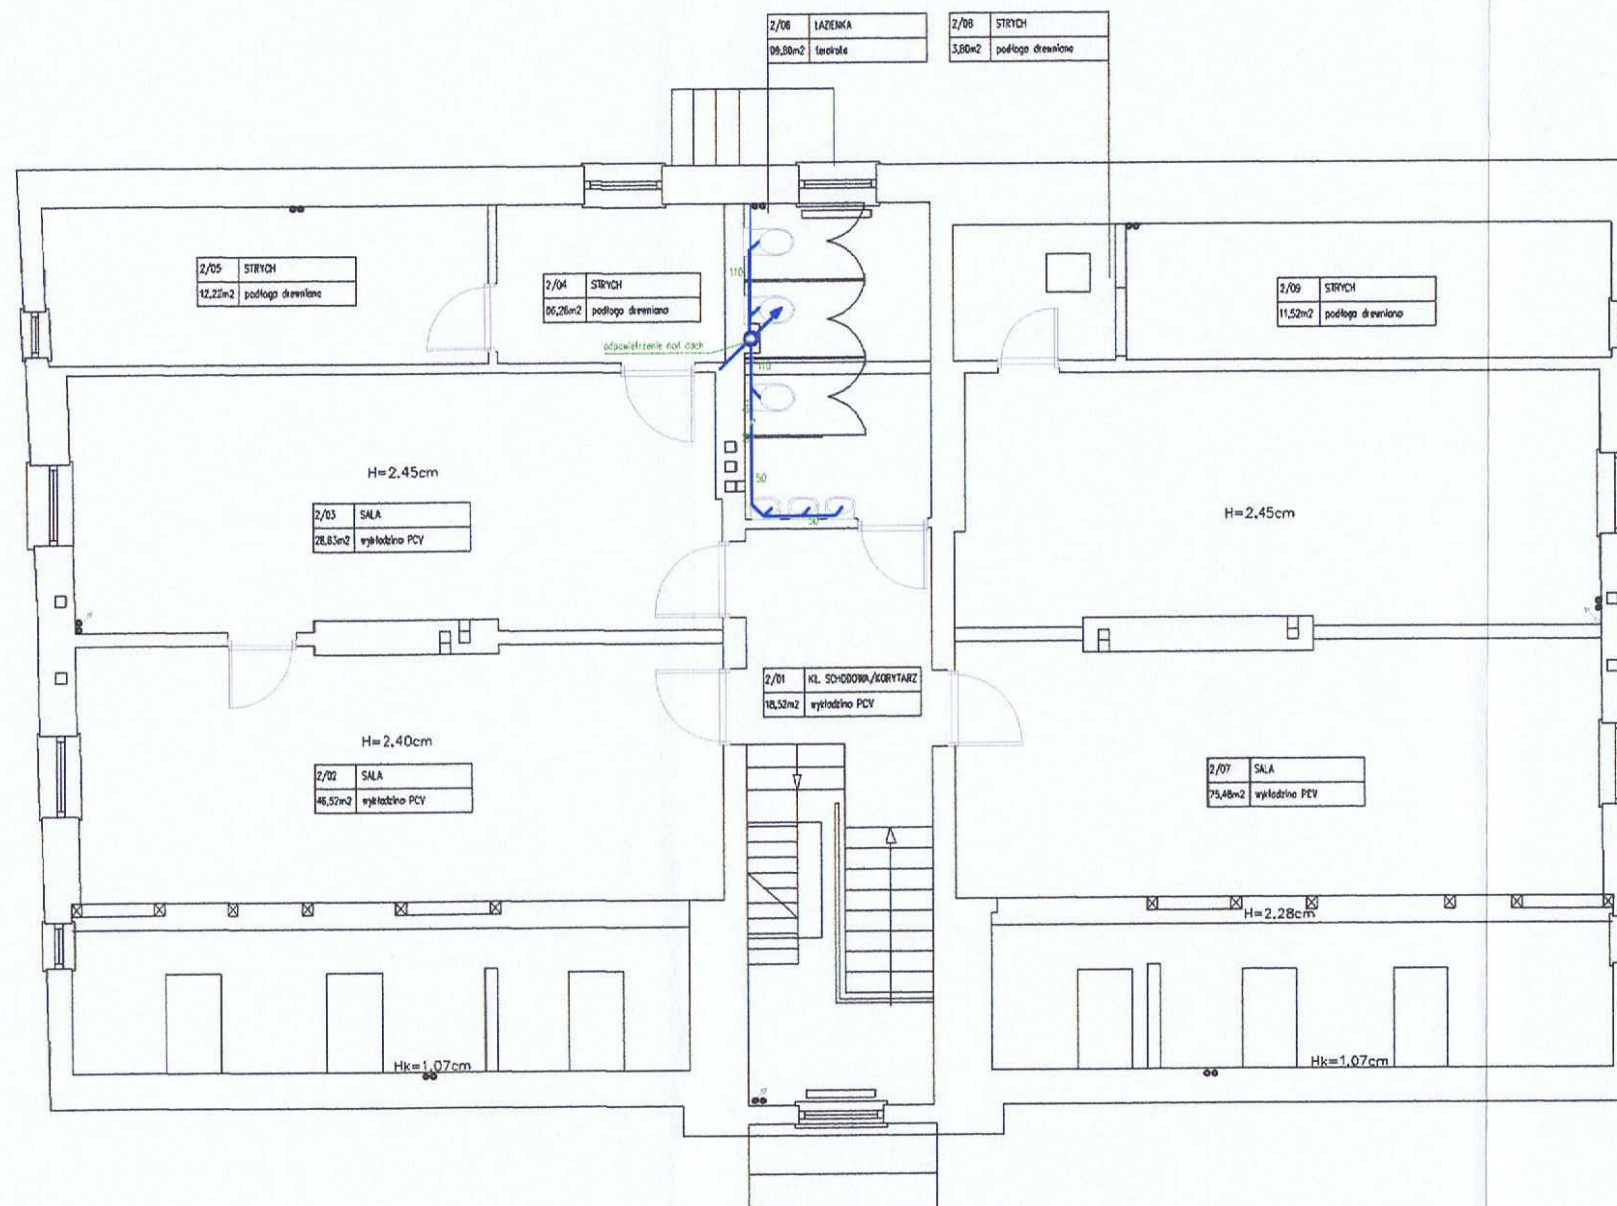 2/06 ŁAZIENKA
09,80m2 terakota
2/08 STRYCH
3,80m2 podłoga drewniana
2/05 STRYCH
12,22m2 podłoga drewniana
2/04 STRYCH
06,26m2 podłoga drewniana
110
odpowietrzenie nad dach
110
2/09 STRYCH
11,52m2 podłoga drewniana
H=2.45cm
50
2/03 SALA
28,83m2 wykładzina PCV
50
H=2.45cm
2/01 KL. SCHODOWA/KORYTARZ
18,52m2 wykładzina PCV
H=2.40cm
2/02 SALA
46,52m2 wykładzina PCV
2/07 SALA
75,48m2 wykładzina PCV
H=2.28cm
Hk=1.07cm
Hk=1.07cm